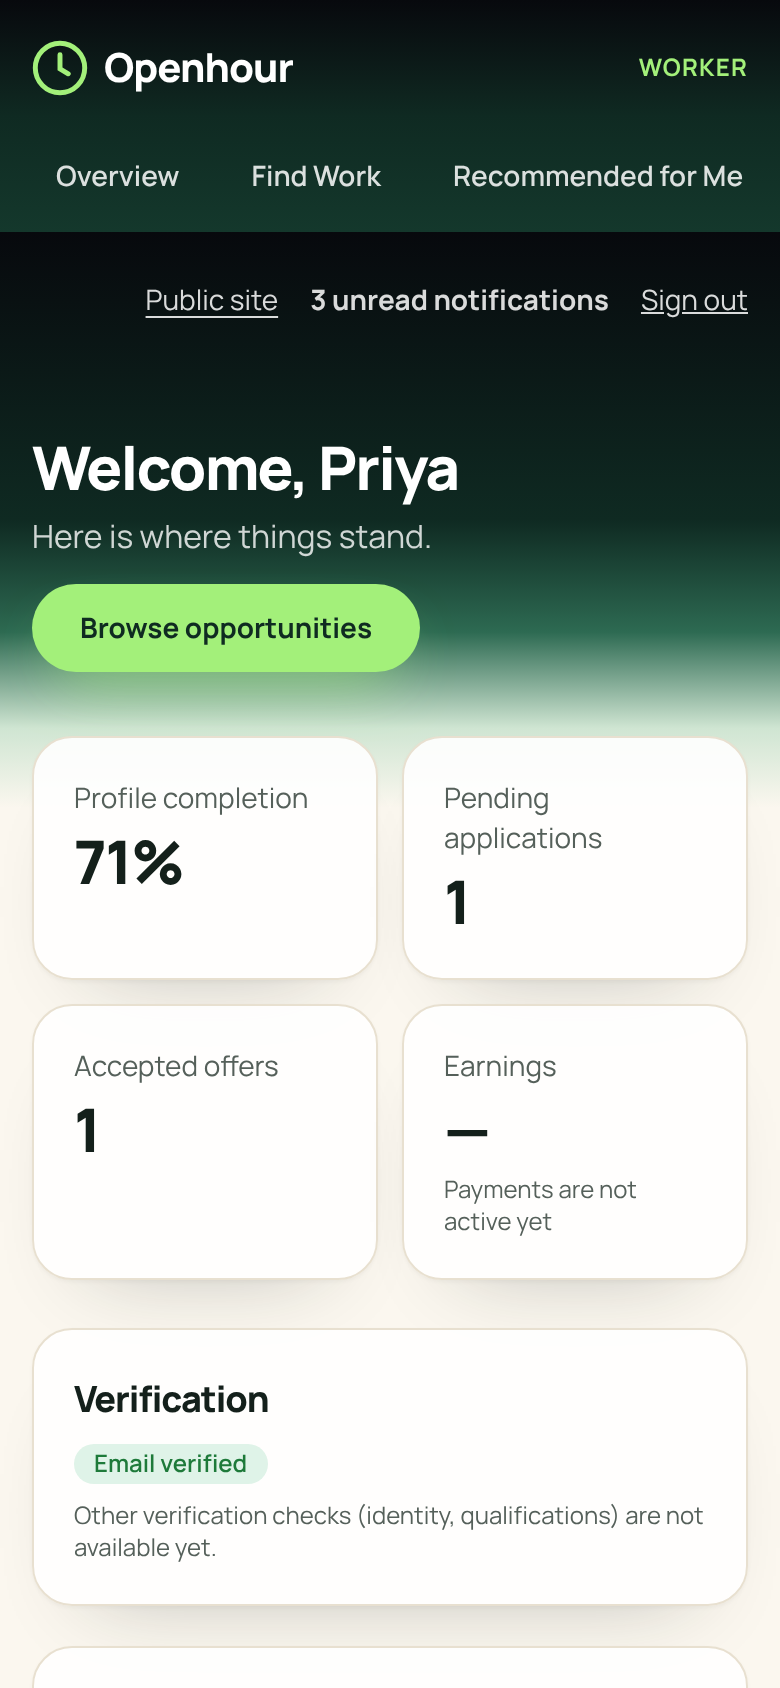 Openhour
WORKER
Overview Find Work Recommended for Me
Public site 3 unread notifications Sign out
Welcome, Priya
Here is where things stand.
Browse opportunities
Profile completion
71%
Pending
applications
1
Accepted offers
1
Earnings
—
Payments are not
active yet
Verification
Email verified
Other verification checks (identity, qualifications) are not
available yet.